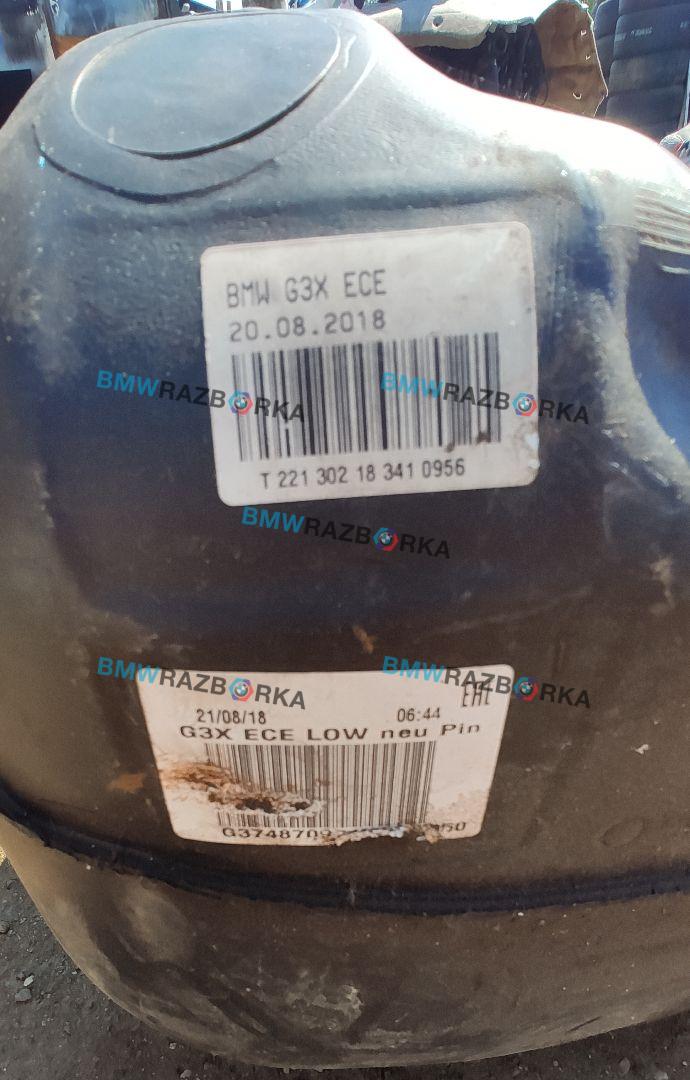 BMW G3X ECE
20.08.2018
BMWRAZBORKA
BMWRAZBORKA
T 221 302 18 341 0956
BMWRAZBORKA
BMWRAZBORKA
BMWRAZBORKA
EAC
21/08/18 06:44
G3X ECE LOW neu Pin